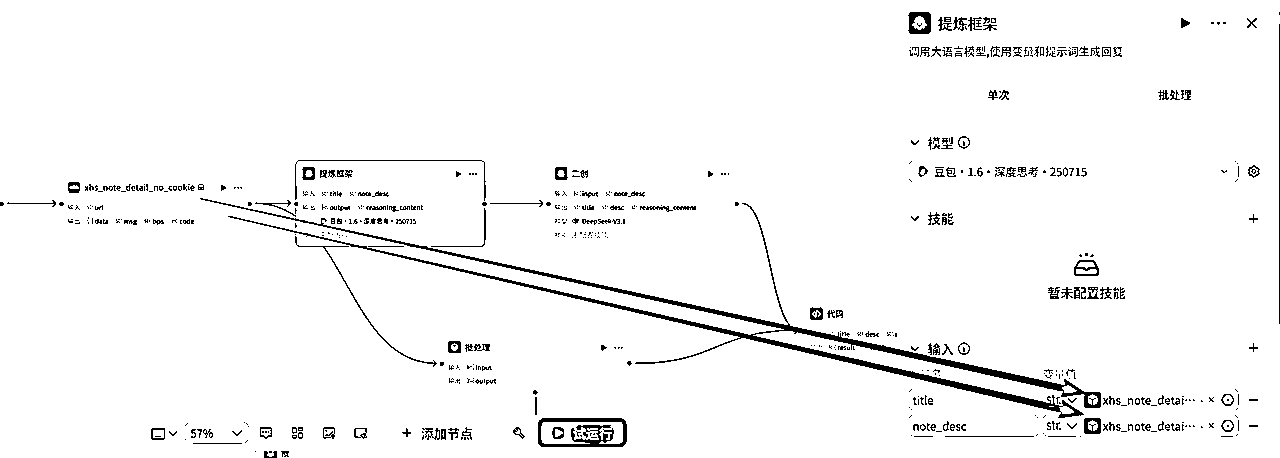 提炼框架
调用大语言模型,使用变量和提示词生成回复
单次 批处理
模型
豆包·1.6·深度思考·250715
技能
暂未配置技能
输入
变量值
title str. xhs_note_detai···
note_desc str. xhs_note_detai···
xhs_note_detail_no_cookie
输入 url
输出 data msg bps code
提炼框架
输入 title note_desc
输出 output reasoning_content
豆包·1.6·深度思考·250715
二创
输入 input note_desc
输出 title desc reasoning_content
模型 DeepSeek-V3.1
批处理
输入 input
输出 output
代码
title desc
result
57%
添加节点
试运行